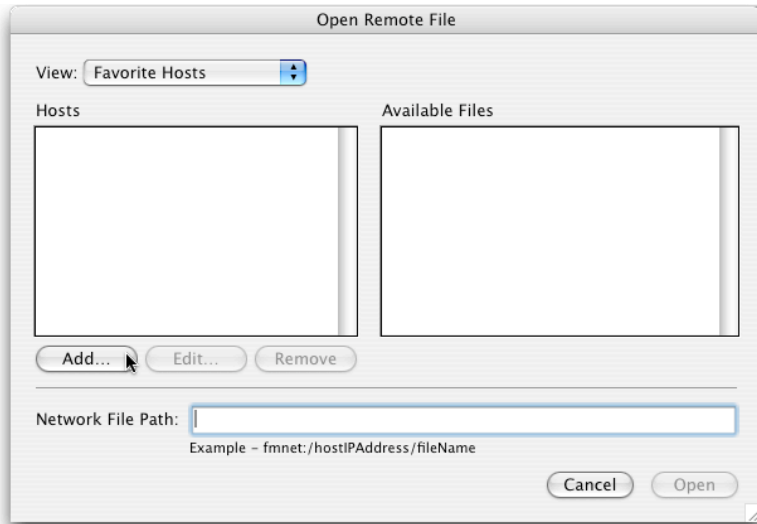 Open Remote File
View: Favorite Hosts
Hosts Available Files
Add... Edit... Remove
Network File Path:
Example – fmnet:/hostIPAddress/fileName
Cancel Open